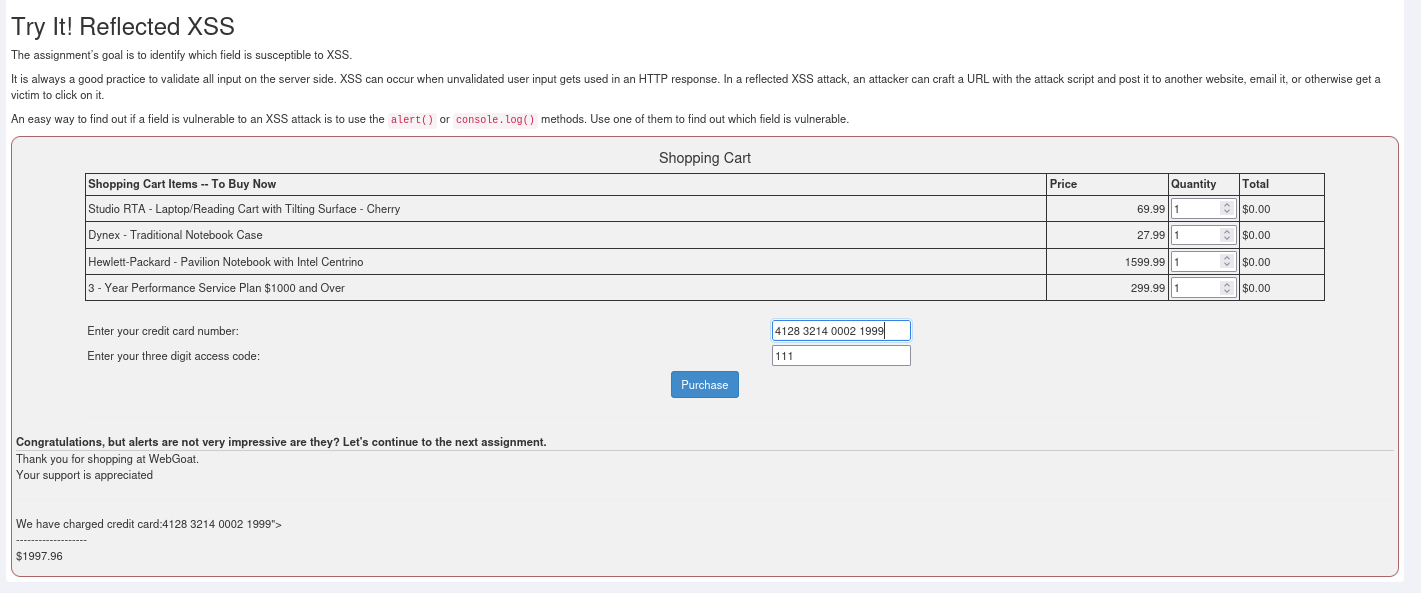 Try It! Reflected XSS
The assignment's goal is to identify which field is susceptible to XSS.
It is always a good practice to validate all input on the server side. XSS can occur when unvalidated user input gets used in an HTTP response. In a reflected XSS attack, an attacker can craft a URL with the attack script and post it to another website, email it, or otherwise get a
victim to click on it.
An easy way to find out if a field is vulnerable to an XSS attack is to use the alert() or console.log() methods. Use one of them to find out which field is vulnerable.
Shopping Cart
Shopping Cart Items -- To Buy Now Price Quantity Total
Studio RTA - Laptop/Reading Cart with Tilting Surface - Cherry 69.99 1 $0.00
Dynex - Traditional Notebook Case 27.99 1 $0.00
Hewlett-Packard - Pavilion Notebook with Intel Centrino 1599.99 1 $0.00
3 - Year Performance Service Plan $1000 and Over 299.99 1 $0.00
Enter your credit card number: 4128 3214 0002 1999
Enter your three digit access code: 111
Purchase
Congratulations, but alerts are not very impressive are they? Let's continue to the next assignment.
Thank you for shopping at WebGoat.
Your support is appreciated
We have charged credit card:4128 3214 0002 1999">
-------------------
$1997.96